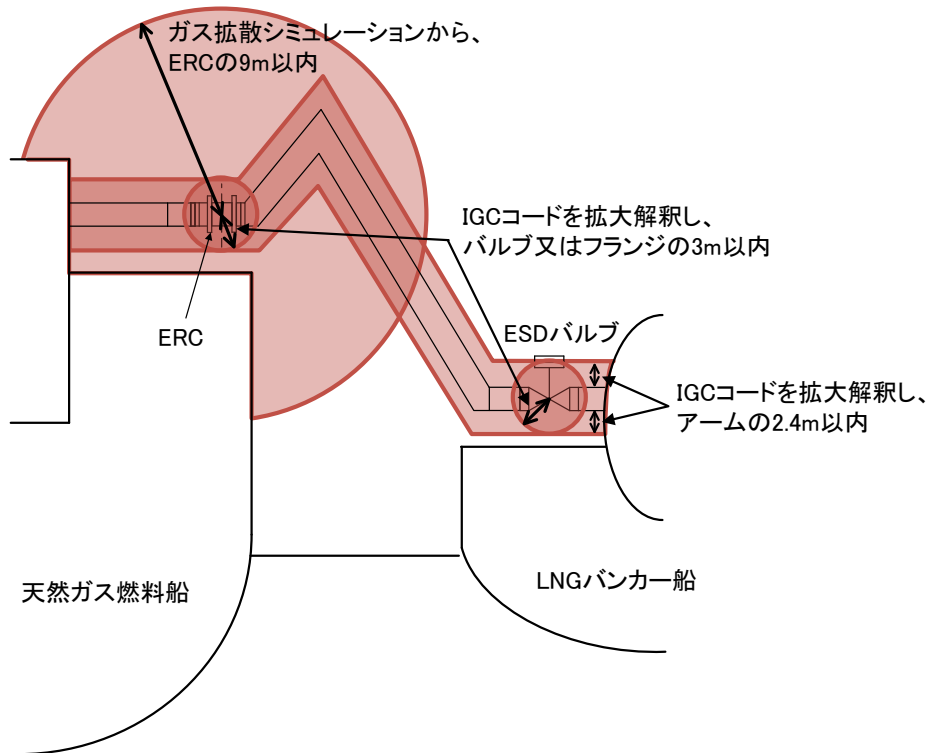 ガス拡散シミュレーションから、
ERCの9m以内
IGCコードを拡大解釈し、
バルブ又はフランジの3m以内
ERC
ESDバルブ
IGCコードを拡大解釈し、
アームの2.4m以内
天然ガス燃料船
LNGバンカー船